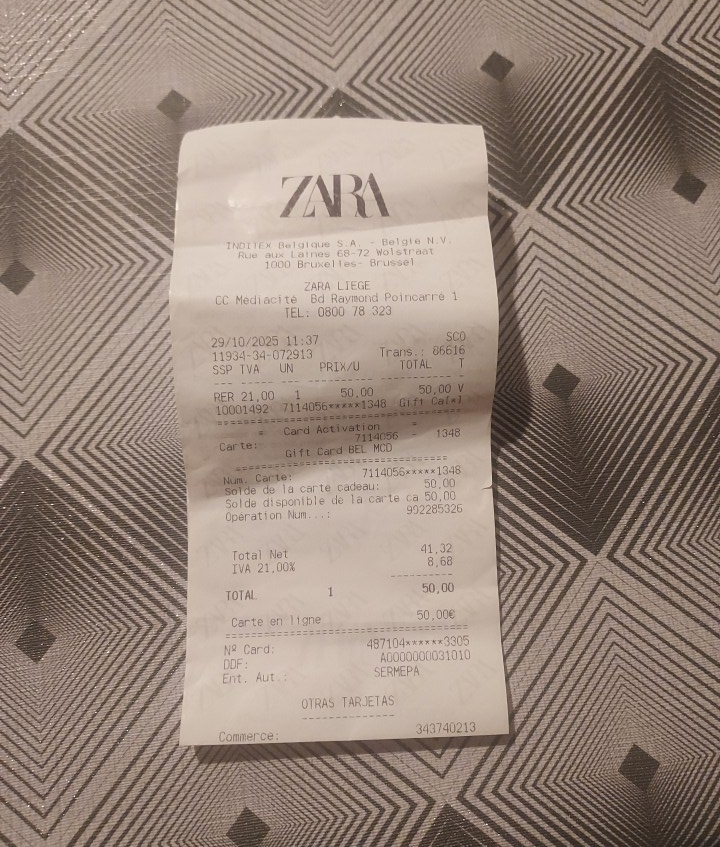 ZARA
INDITEX Belgique S.A. - Belgie N.V.
Rue aux Laines 68-72 Wolstraat
1000 Bruxelles- Brussel
ZARA LIEGE
CC Médiacité Bd Raymond Poincarré 1
TEL: 0800 78 323
29/10/2025 11:37 SCO
11934-34-072913 Trans.: 86616
SSP TVA UN PRIX/U TOTAL T
--- --- --- --- --- --- --- --- -
RER 21,00 1 50,00 50,00 V
10001492 7114056*****1348 Gift Ca[*]
========================================
= Card Activation =
Carte: 7114056 - 1348
Gift Card BEL MCD
========================================
Num. Carte: 7114056*****1348
Solde de la carte cadeau: 50,00
Solde disponible de la carte ca 50,00
Opération Num...: 992285326
Total Net 41,32
IVA 21,00% 8,68
----------
TOTAL 1 50,00
Carte en ligne 50,00€
========================================
Nº Card: 487104******3305
DDF: A0000000031010
Ent. Aut.: SERMEPA
OTRAS TARJETAS
---------------
Commerce: 343740213